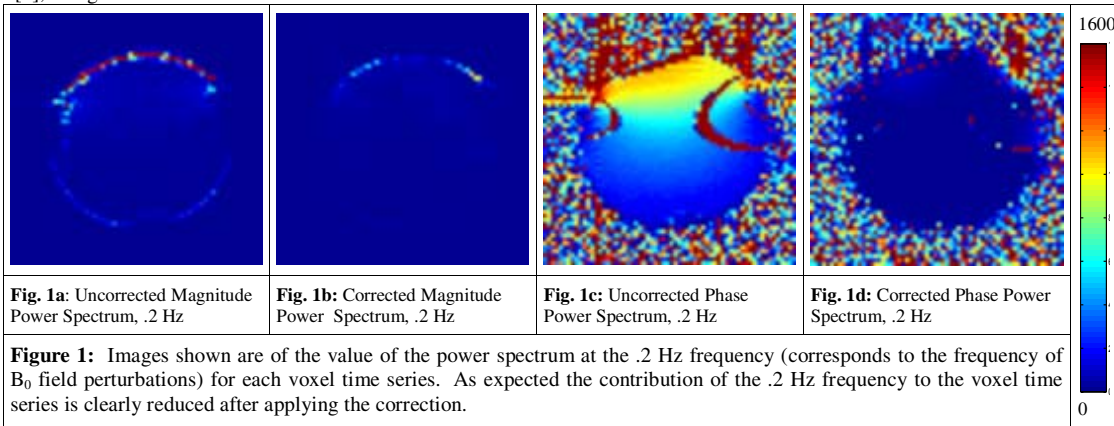 1600
Fig. 1a: Uncorrected Magnitude
Power Spectrum, .2 Hz
Fig. 1b: Corrected Magnitude
Power Spectrum, .2 Hz
Fig. 1c: Uncorrected Phase
Power Spectrum, .2 Hz
Fig. 1d: Corrected Phase Power
Spectrum, .2 Hz
Figure 1: Images shown are of the value of the power spectrum at the .2 Hz frequency (corresponds to the frequency of
B0 field perturbations) for each voxel time series. As expected the contribution of the .2 Hz frequency to the voxel time
series is clearly reduced after applying the correction.
0